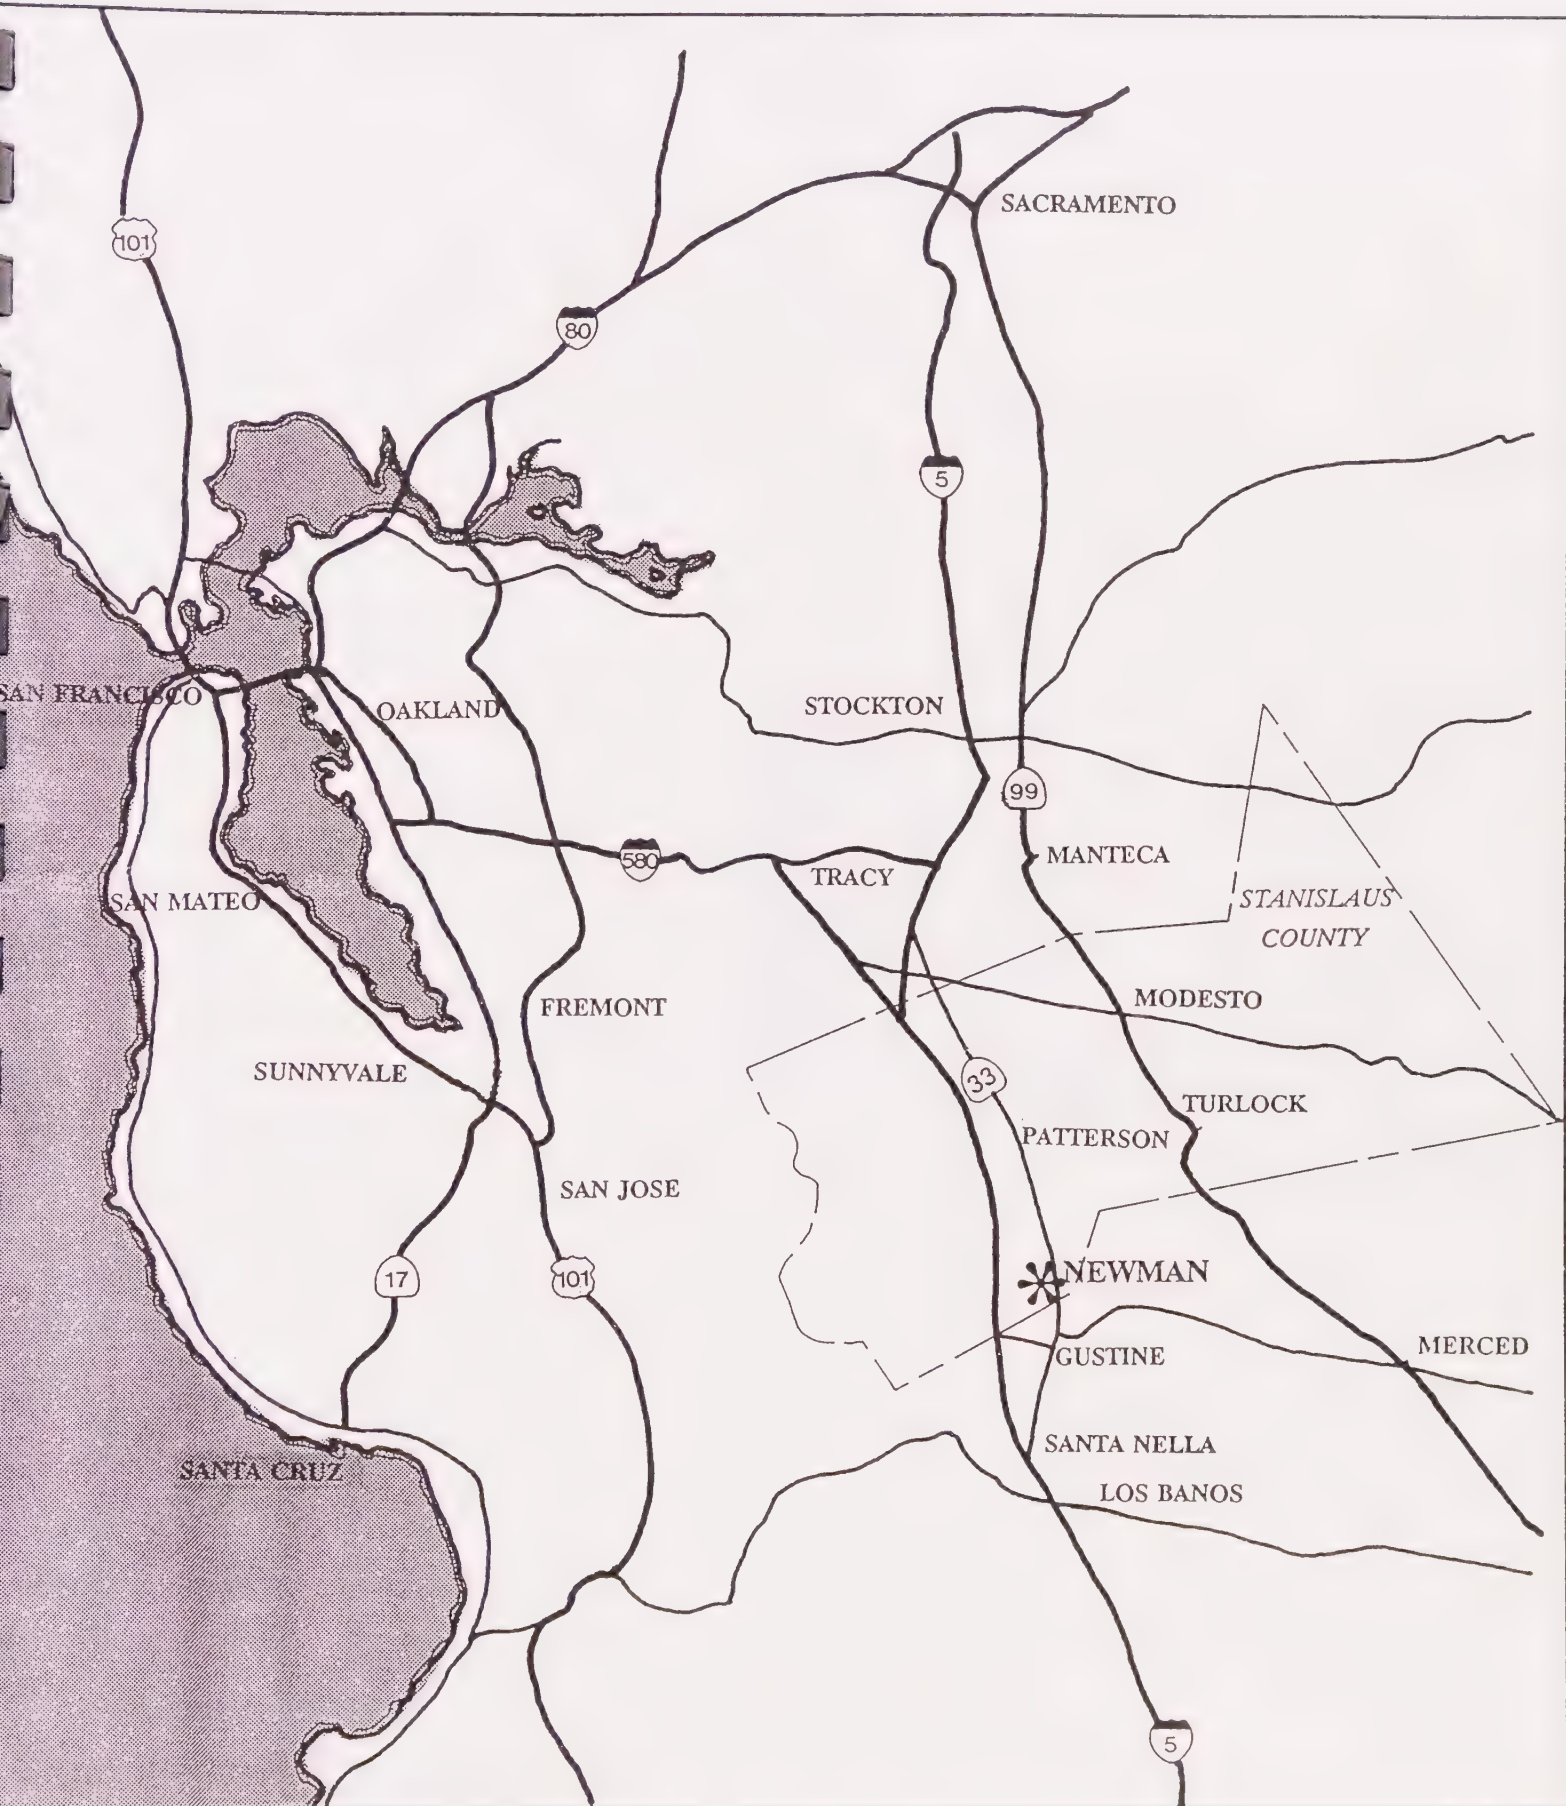 SACRAMENTO
101
80
5
SAN FRANCISCO
OAKLAND
STOCKTON
99
MANTECA
580
TRACY
SAN MATEO
STANISLAUS
COUNTY
FREMONT
MODESTO
SUNNYVALE
33
TURLOCK
PATTERSON
SAN JOSE
17
101
NEWMAN
MERCED
GUSTINE
SANTA NELLA
SANTA CRUZ
LOS BANOS
5